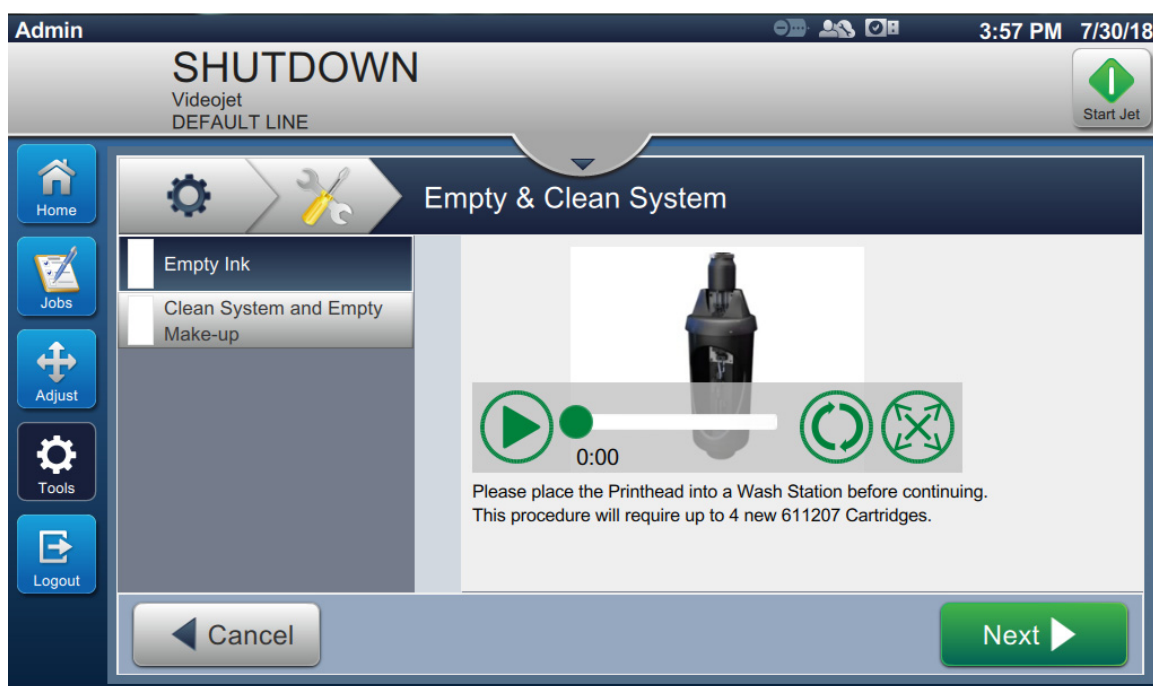 Admin
3:57 PM 7/30/18
SHUTDOWN
Videojet
DEFAULT LINE
Start Jet
Home
Jobs
Adjust
Tools
Logout
Empty & Clean System
Empty Ink
Clean System and Empty
Make-up
0:00
Please place the Printhead into a Wash Station before continuing.
This procedure will require up to 4 new 611207 Cartridges.
Cancel
Next